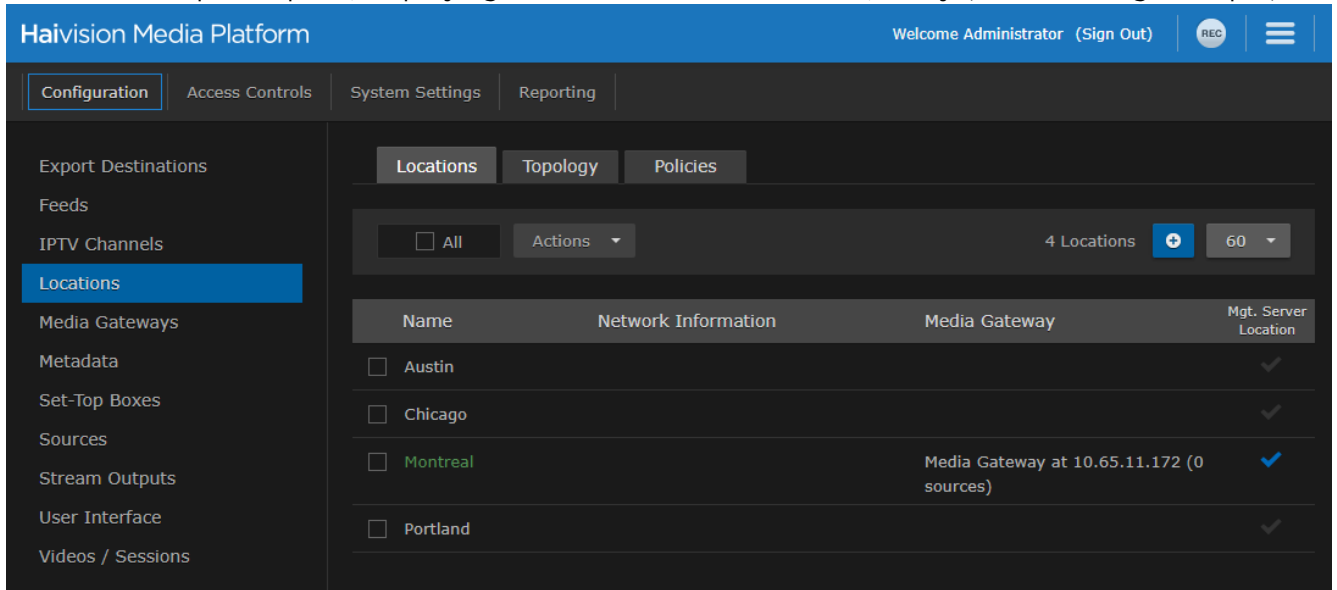 Haivision Media Platform
Welcome Administrator (Sign Out)
REC
Configuration
Access Controls
System Settings
Reporting
Export Destinations
Feeds
IPTV Channels
Locations
Media Gateways
Metadata
Set-Top Boxes
Sources
Stream Outputs
User Interface
Videos / Sessions
Locations
Topology
Policies
All
Actions
4 Locations
60
Name
Network Information
Media Gateway
Mgt. Server
Location
Austin
Chicago
Montreal
Media Gateway at 10.65.11.172 (0
sources)
Portland